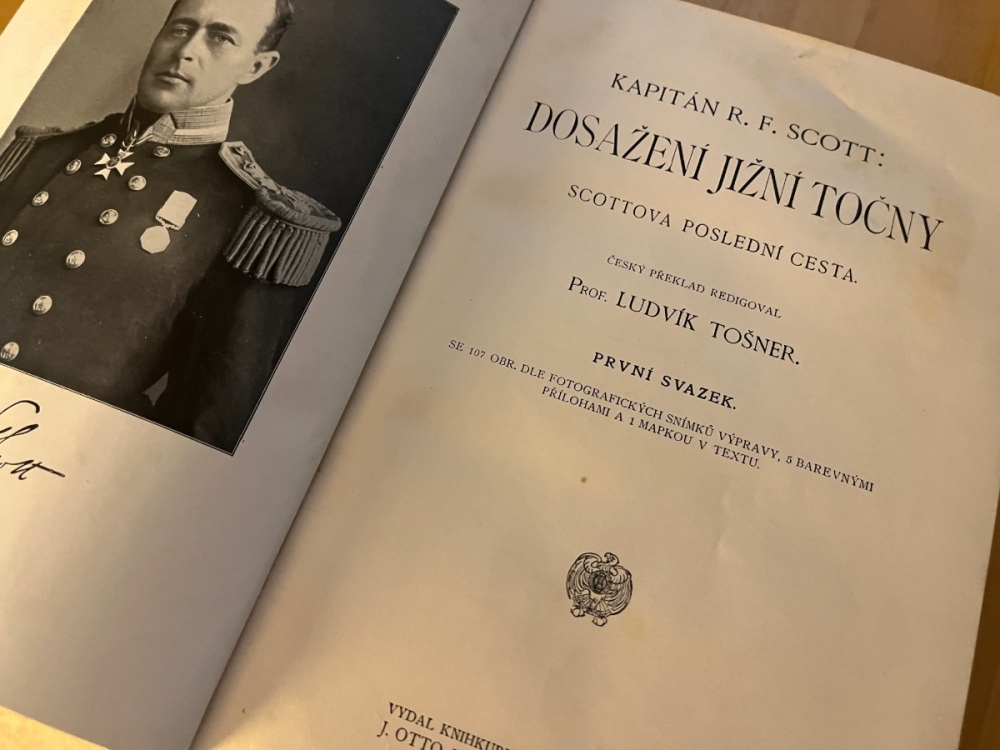 KAPITÁN R. F. SCOTT:
DOSAŽENÍ JIŽNÍ TOČNY
SCOTTOVA POSLEDNÍ CESTA.
ČESKÝ PŘEKLAD REDIGOVAL
PROF. LUDVÍK TOŠNER.
PRVNÍ SVAZEK.
SE 107 OBR. DLE FOTOGRAFICKÝCH SNÍMKŮ VÝPRAVY, 5 BAREVNÝMI
PŘÍLOHAMI A 1 MAPKOU V TEXTU.
VYDAL
J. OTTO